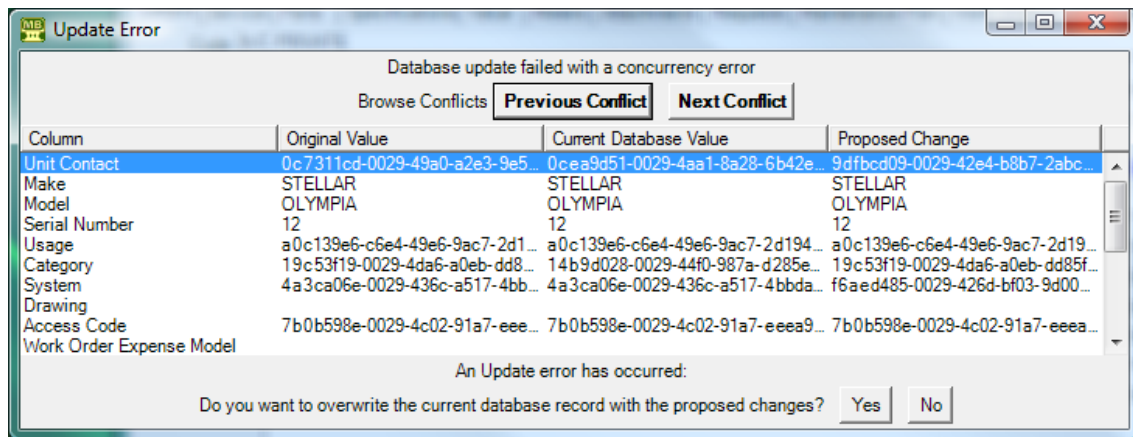 MB
Update Error
Database update failed with a concurrency error
Browse Conflicts Previous Conflict Next Conflict
Column Original Value Current Database Value Proposed Change
Unit Contact 0c7311cd-0029-49a0-a2e3-9e5... 0cea9d51-0029-4aa1-8a28-6b42e... 9dfbcd09-0029-42e4-b8b7-2abc...
Make STELLAR STELLAR STELLAR
Model OLYMPIA OLYMPIA OLYMPIA
Serial Number 12 12 12
Usage a0c139e6-c6e4-49e6-9ac7-2d1... a0c139e6-c6e4-49e6-9ac7-2d194... a0c139e6-c6e4-49e6-9ac7-2d19...
Category 19c53f19-0029-4da6-a0eb-dd8... 14b9d028-0029-44f0-987a-d285e... 19c53f19-0029-4da6-a0eb-dd85f...
System 4a3ca06e-0029-436c-a517-4bb... 4a3ca06e-0029-436c-a517-4bbda... f6aed485-0029-426d-bf03-9d00...
Drawing
Access Code 7b0b598e-0029-4c02-91a7-eee... 7b0b598e-0029-4c02-91a7-eeea9... 7b0b598e-0029-4c02-91a7-eeea...
Work Order Expense Model
An Update error has occurred:
Do you want to overwrite the current database record with the proposed changes? Yes No